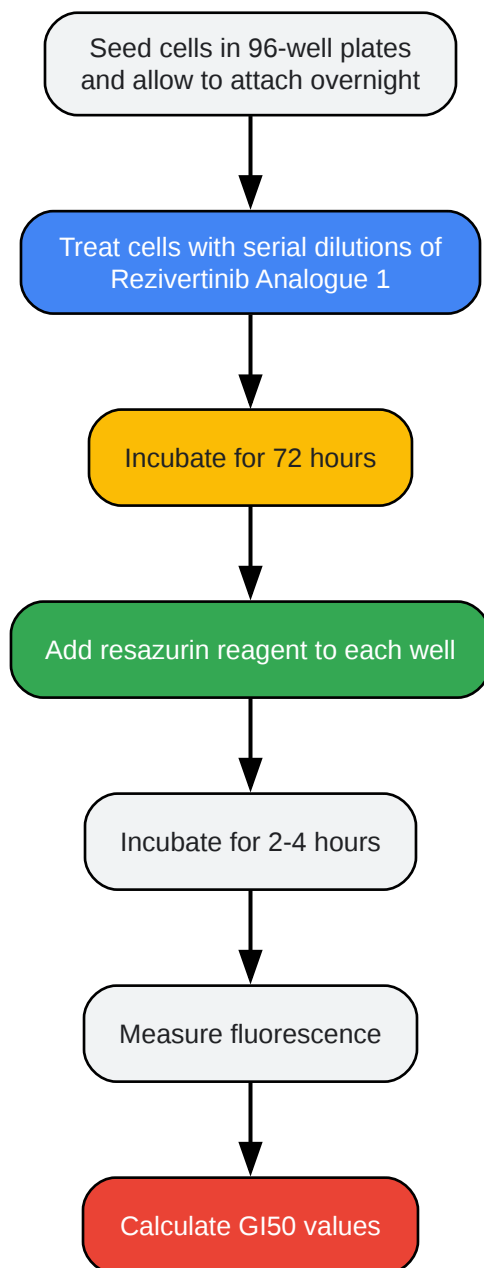 Seed cells in 96-well plates
and allow to attach overnight
Treat cells with serial dilutions of
Rezivertinib Analogue 1
Incubate for 72 hours
Add resazurin reagent to each well
Incubate for 2-4 hours
Measure fluorescence
Calculate GI50 values